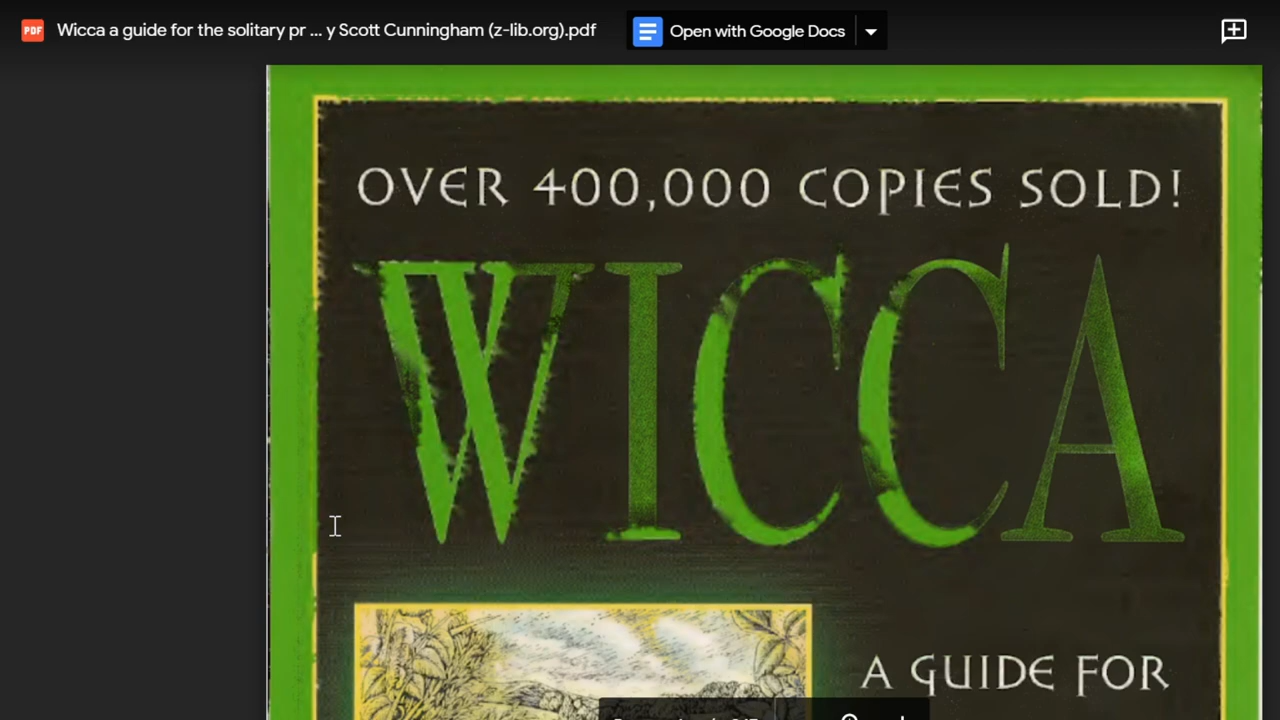 PDF
Wicca a guide for the solitary pr ... y Scott Cunningham (z-lib.org).pdf
Open with Google Docs
OVER 400,000 COPIES SOLD!
WICCA
A GUIDE FOR